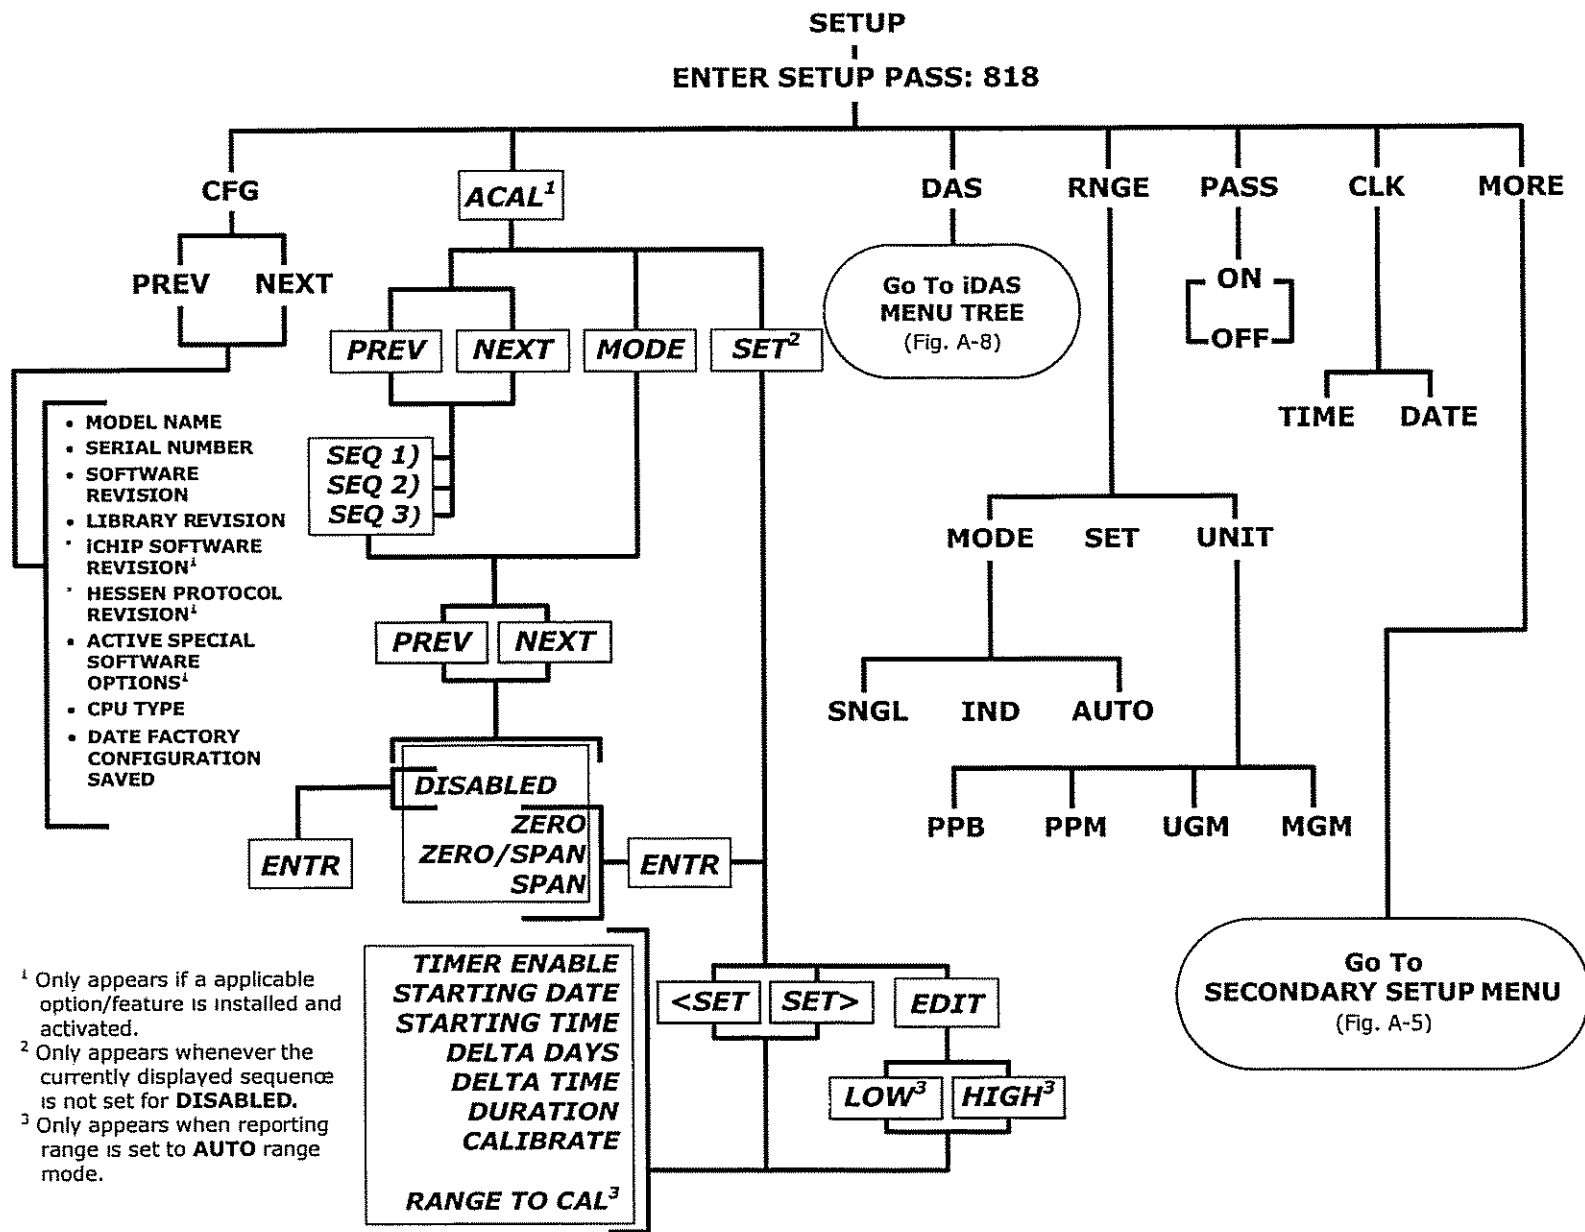 SETUP
ENTER SETUP PASS: 818
CFG
ACAL1
DAS
RNGE
PASS
CLK
MORE
PREV
NEXT
PREV
NEXT
MODE
SET2
Go To iDAS
MENU TREE
(Fig. A-8)
ON
OFF
TIME
DATE
• MODEL NAME
• SERIAL NUMBER
• SOFTWARE
REVISION
• LIBRARY REVISION
• iCHIP SOFTWARE
REVISION1
• HESSEN PROTOCOL
REVISION1
• ACTIVE SPECIAL
SOFTWARE
OPTIONS1
• CPU TYPE
• DATE FACTORY
CONFIGURATION
SAVED
SEQ 1)
SEQ 2)
SEQ 3)
MODE
SET
UNIT
PREV
NEXT
SNGL
IND
AUTO
DISABLED
ZERO
ZERO/SPAN
SPAN
ENTR
ENTR
PPB
PPM
UGM
MGM
TIMER ENABLE
STARTING DATE
STARTING TIME
DELTA DAYS
DELTA TIME
DURATION
CALIBRATE
RANGE TO CAL3
<SET
SET>
EDIT
LOW3
HIGH3
Go To
SECONDARY SETUP MENU
(Fig. A-5)
1 Only appears if a applicable
option/feature is installed and
activated.
2 Only appears whenever the
currently displayed sequence
is not set for DISABLED.
3 Only appears when reporting
range is set to AUTO range
mode.